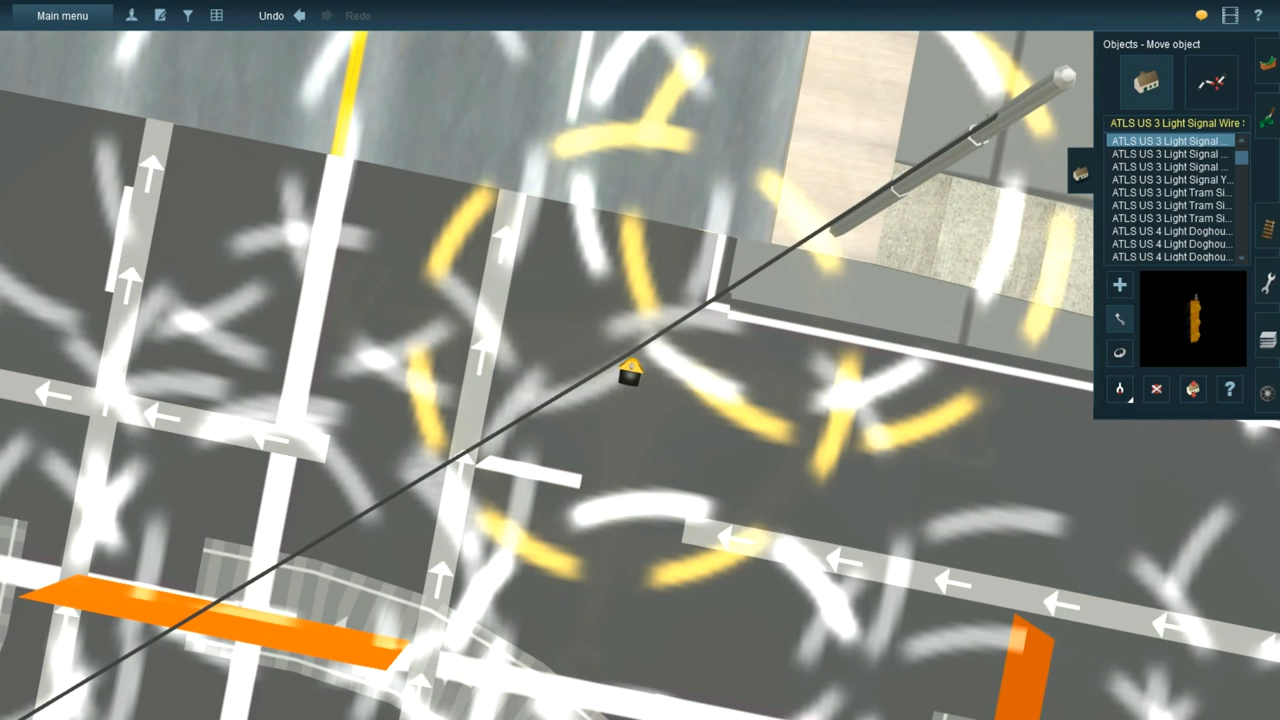 Main menu
Undo
Redo
?
Objects - Move object
ATLS US 3 Light Signal Wire
ATLS US 3 Light Signal ...
ATLS US 3 Light Signal ...
ATLS US 3 Light Signal ...
ATLS US 3 Light Signal Y...
ATLS US 3 Light Tram Si...
ATLS US 3 Light Tram Si...
ATLS US 3 Light Tram Si...
ATLS US 4 Light Doghou...
ATLS US 4 Light Doghou...
ATLS US 4 Light Doghou...
?